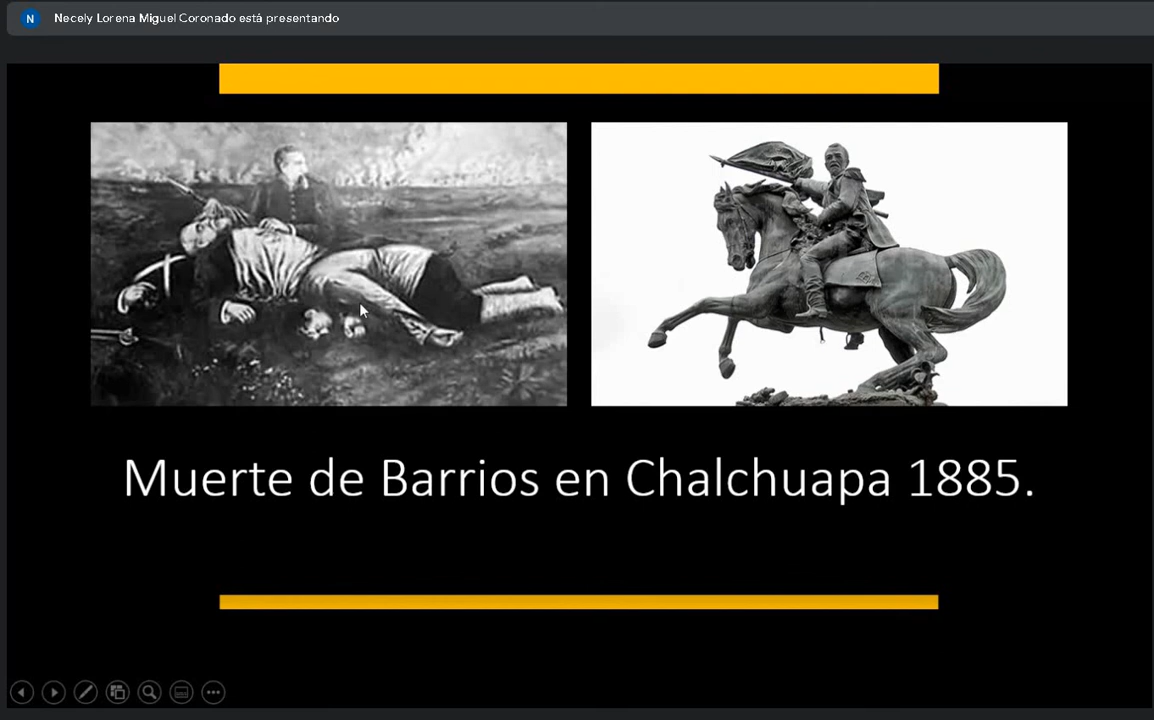 N
Necely Lorena Miguel Coronado está presentando
Muerte de Barrios en Chalchuapa 1885.